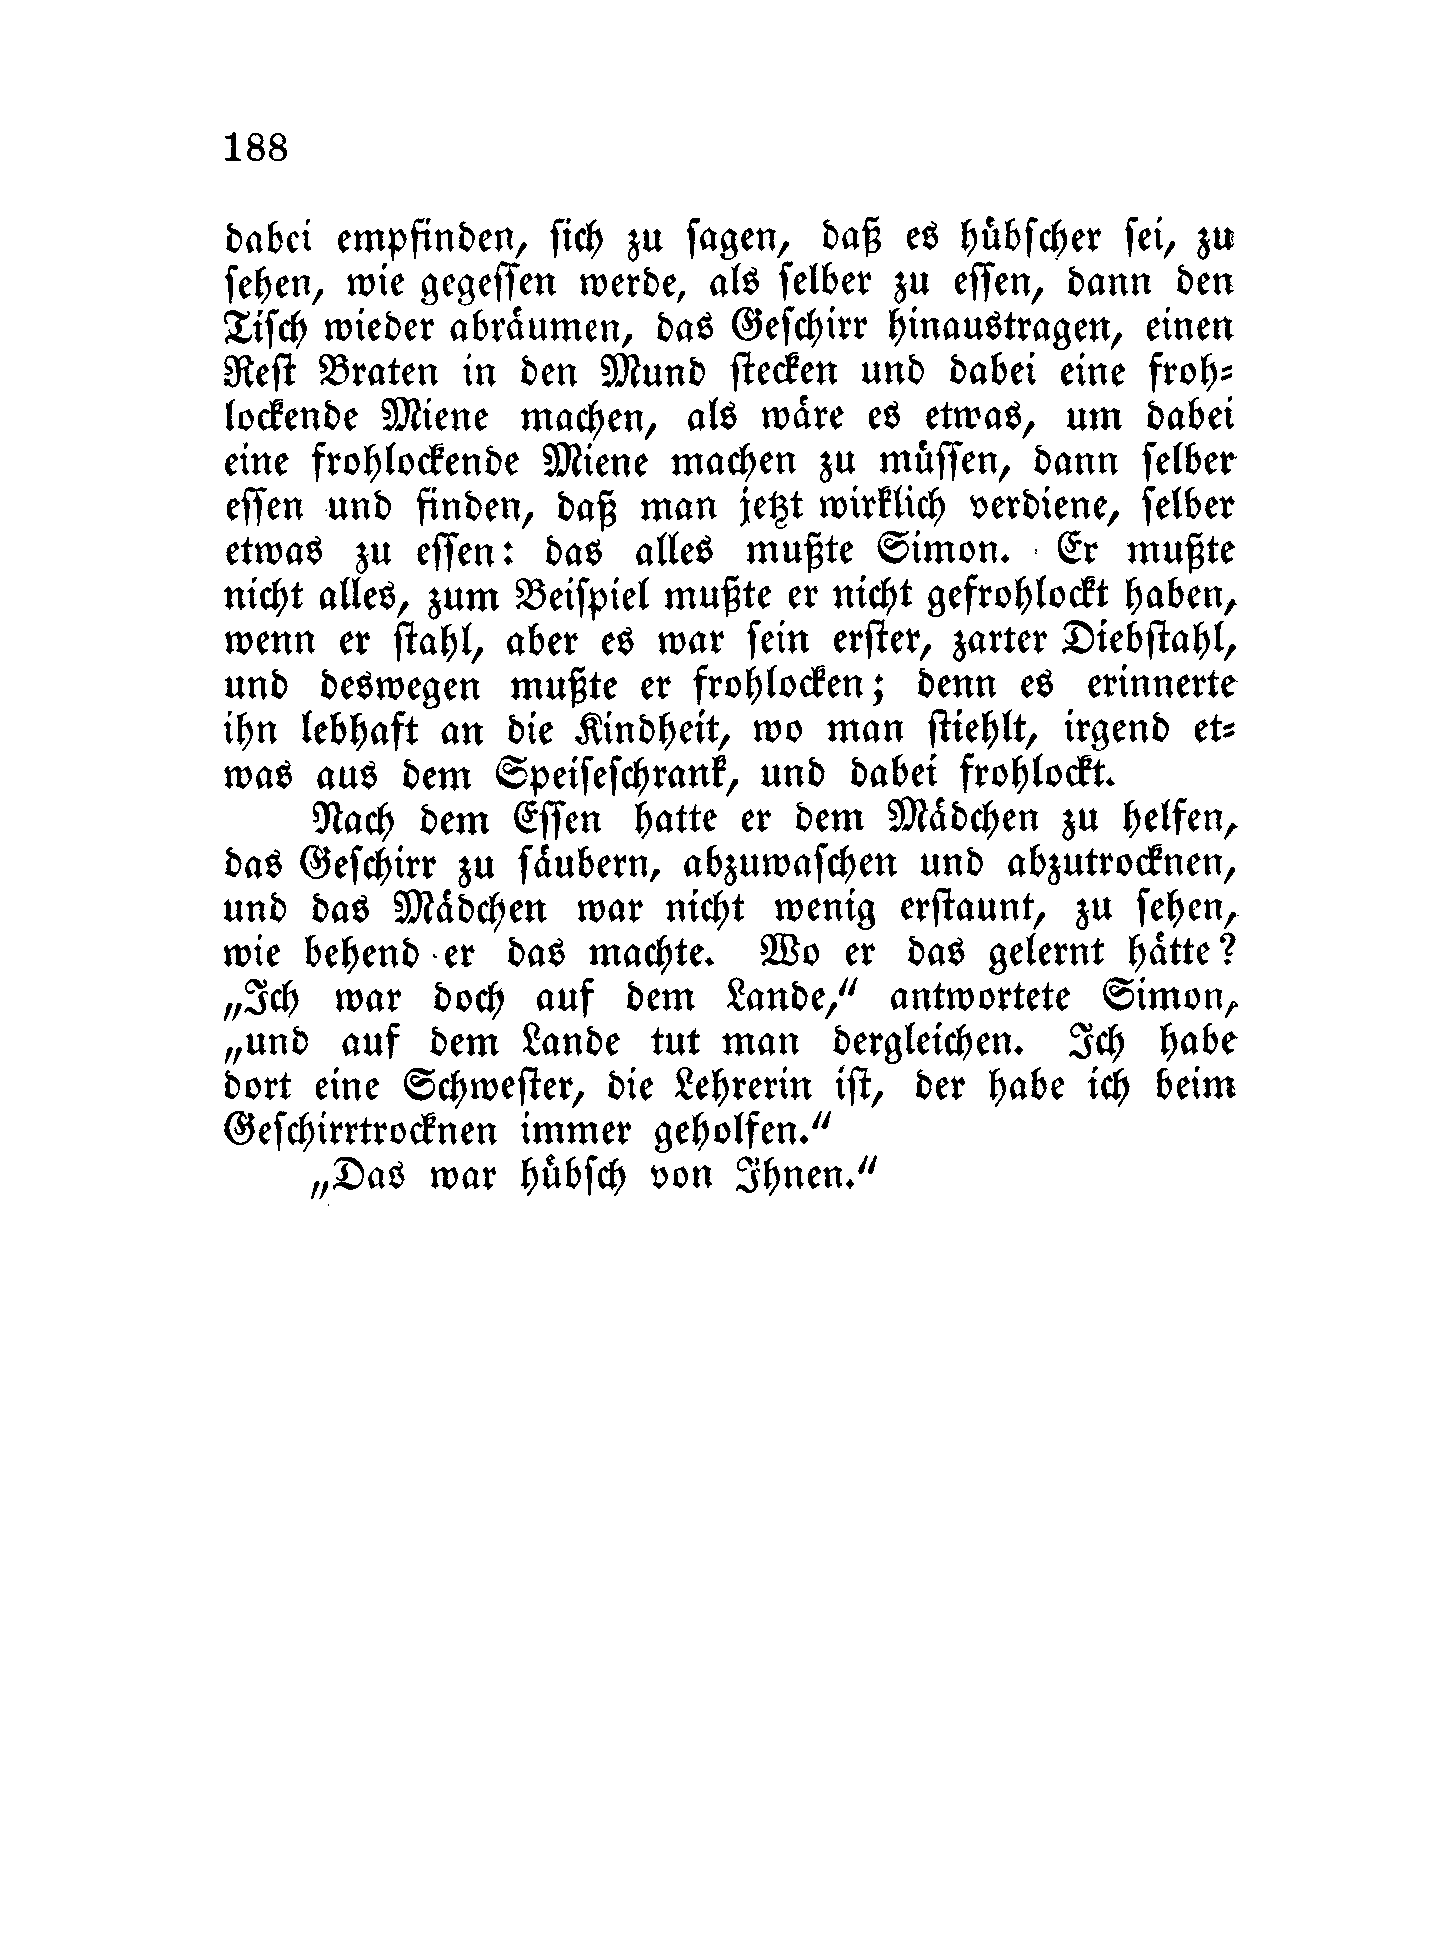 188
dabei empfinden, ſich zu ſagen, daß es hübſcher ſei, zu
ſehen, wie gegeſſen werde, als ſelber zu eſſen, dann den
Tiſch wieder abräumen, das Geſchirr hinaustragen, einen
Reſt Braten in den Mund ſtecken und dabei eine froh-
lockende Miene machen, als wäre es etwas, um dabei
eine frohlockende Miene machen zu müſſen, dann ſelber
eſſen und finden, daß man jetzt wirklich verdiene, ſelber
etwas zu eſſen: das alles mußte Simon. Er mußte
nicht alles, zum Beiſpiel mußte er nicht gefrohlockt haben,
wenn er ſtahl, aber es war ſein erſter, zarter Diebſtahl,
und deswegen mußte er frohlocken; denn es erinnerte
ihn lebhaft an die Kindheit, wo man ſtiehlt, irgend et-
was aus dem Speiſeſchrank, und dabei frohlockt.
Nach dem Eſſen hatte er dem Mädchen zu helfen,
das Geſchirr zu ſäubern, abzuwaſchen und abzutrocknen,
und das Mädchen war nicht wenig erſtaunt, zu ſehen,
wie behend er das machte. Wo er das gelernt hätte?
„Ich war doch auf dem Lande,“ antwortete Simon,
„und auf dem Lande tut man dergleichen. Ich habe
dort eine Schweſter, die Lehrerin iſt, der habe ich beim
Geſchirrtrocknen immer geholfen.“
„Das war hübſch von Ihnen.“